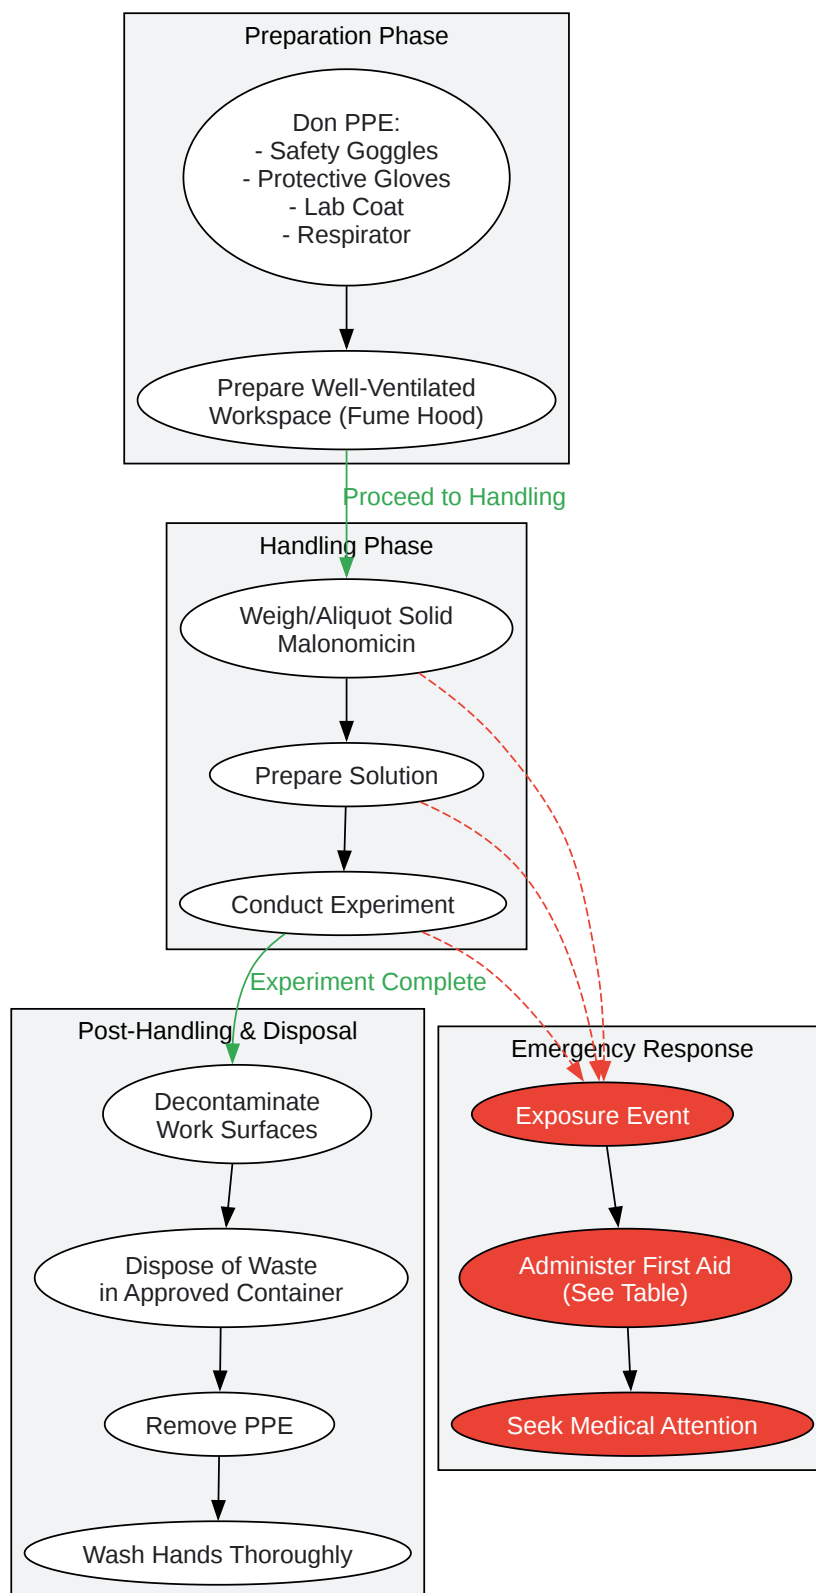 Preparation Phase
Don PPE:
- Safety Goggles
- Protective Gloves
- Lab Coat
- Respirator
Prepare Well-Ventilated
Workspace (Fume Hood)
Proceed to Handling
Handling Phase
Weigh/Aliquot Solid
Malonomicin
Prepare Solution
Conduct Experiment
Experiment Complete
Post-Handling & Disposal
Decontaminate
Work Surfaces
Dispose of Waste
in Approved Container
Remove PPE
Wash Hands Thoroughly
Emergency Response
Exposure Event
Administer First Aid
(See Table)
Seek Medical Attention